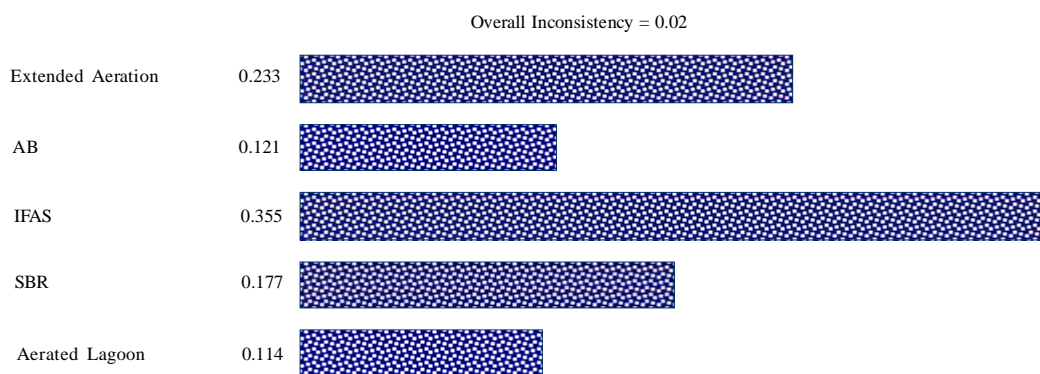 Overall Inconsistency = 0.02
Extended Aeration 0.233
AB 0.121
IFAS 0.355
SBR 0.177
Aerated Lagoon 0.114